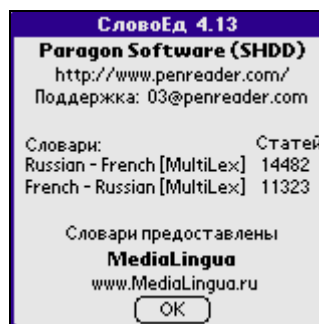 СловоЕд 4.13
Paragon Software (SHDD)
http://www.penreader.com/
Поддержка: 03@penreader.com
Словари: Статей
Russian - French [MultiLex] 14482
French - Russian [MultiLex] 11323
Словари предоставлены
MediaLingua
www.MediaLingua.ru
OK